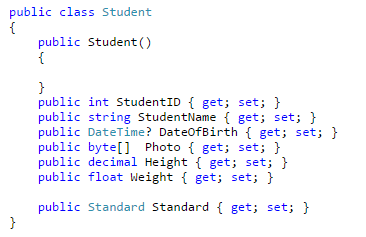 public class Student
{
    public Student()
    {

    }
    public int StudentID { get; set; }
    public string StudentName { get; set; }
    public DateTime? DateOfBirth { get; set; }
    public byte[]  Photo { get; set; }
    public decimal Height { get; set; }
    public float Weight { get; set; }

    public Standard Standard { get; set; }
}